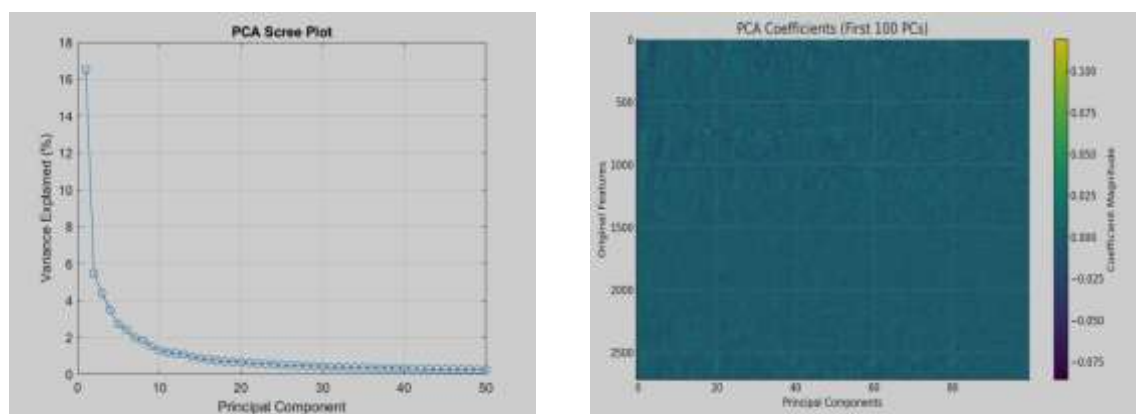 PCA Scree Plot
18
16
14
12
10
8
6
4
2
0
Variance Explained (%)
0 10 20 30 40 50
Principal Component
PCA Coefficients (First 100 PCs)
0
500
1000
1500
2000
2500
Original Features
0 20 40 60 80
Principal Components
0.100
0.075
0.050
0.025
0.000
−0.025
−0.050
−0.075
Coefficient Magnitude